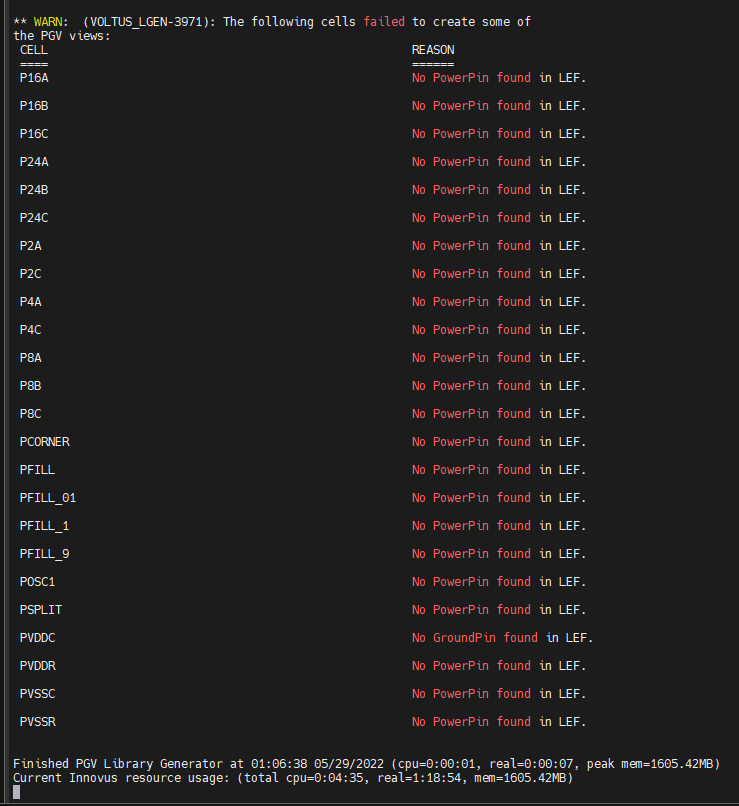 ** WARN:  (VOLTUS_LGEN-3971): The following cells failed to create some of
the PGV views:
CELL REASON
==== ======
P16A No PowerPin found in LEF.
P16B No PowerPin found in LEF.
P16C No PowerPin found in LEF.
P24A No PowerPin found in LEF.
P24B No PowerPin found in LEF.
P24C No PowerPin found in LEF.
P2A No PowerPin found in LEF.
P2C No PowerPin found in LEF.
P4A No PowerPin found in LEF.
P4C No PowerPin found in LEF.
P8A No PowerPin found in LEF.
P8B No PowerPin found in LEF.
P8C No PowerPin found in LEF.
PCORNER No PowerPin found in LEF.
PFILL No PowerPin found in LEF.
PFILL_01 No PowerPin found in LEF.
PFILL_1 No PowerPin found in LEF.
PFILL_9 No PowerPin found in LEF.
POSC1 No PowerPin found in LEF.
PSPLIT No PowerPin found in LEF.
PVDDC No GroundPin found in LEF.
PVDDR No PowerPin found in LEF.
PVSSC No PowerPin found in LEF.
PVSSR No PowerPin found in LEF.
Finished PGV Library Generator at 01:06:38 05/29/2022 (cpu=0:00:01, real=0:00:07, peak mem=1605.42MB)
Current Innovus resource usage: (total cpu=0:04:35, real=1:18:54, mem=1605.42MB)